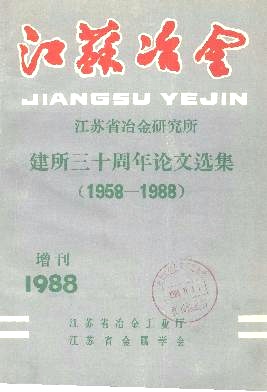 江苏冶金
JIANGSU YEJIN
江苏省冶金研究所
建所三十周年论文选集
(1958—1988)
增刊
1988
江苏省冶金工业厅
江苏省金属学会